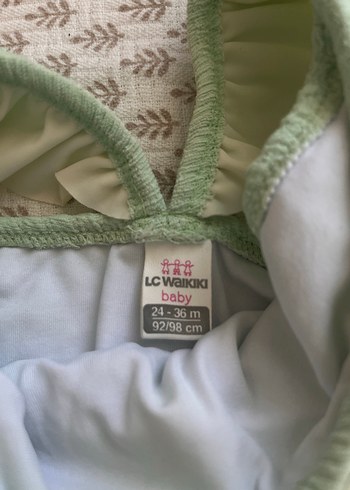 LC WAIKIKI
baby
24 - 36 m
92/98 cm